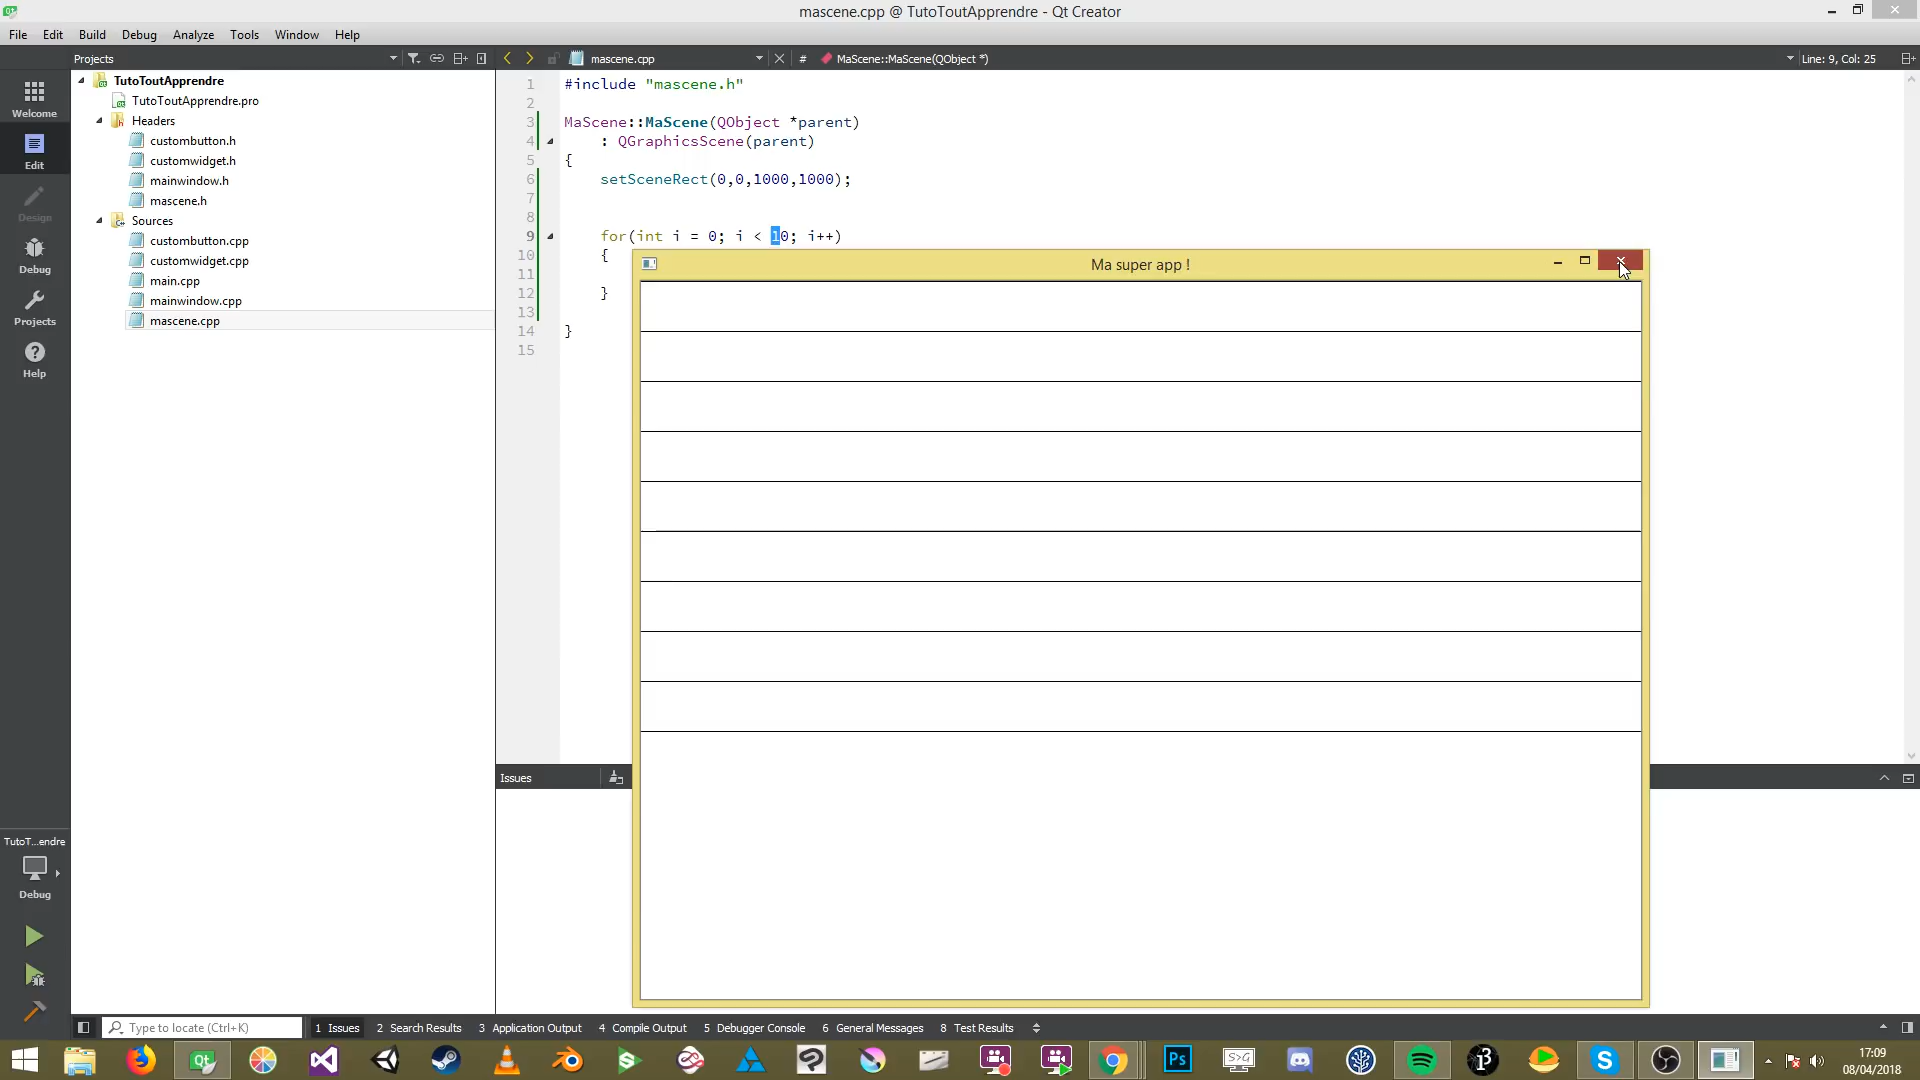 mascene.cpp @ TutoToutApprendre - Qt Creator
File Edit Build Debug Analyze Tools Window Help
Projects
mascene.cpp
# MaScene::MaScene(QObject *)
Line: 9, Col: 25
Welcome
Edit
Design
Debug
Projects
Help
TutoToutApprendre
TutoToutApprendre.pro
Headers
custombutton.h
customwidget.h
mainwindow.h
mascene.h
Sources
custombutton.cpp
customwidget.cpp
main.cpp
mainwindow.cpp
mascene.cpp
1 #include "mascene.h"
2
3 MaScene::MaScene(QObject *parent)
4 : QGraphicsScene(parent)
5 {
6 setSceneRect(0,0,1000,1000);
7
8
9 for(int i = 0; i < 10; i++)
10 {
11
12 }
13
14 }
15
Ma super app !
Issues
TutoT...endre
Debug
Type to locate (Ctrl+K)
1 Issues 2 Search Results 3 Application Output 4 Compile Output 5 Debugger Console 6 General Messages 8 Test Results
Qt
Ps
S>G
i3
17:09
08/04/2018